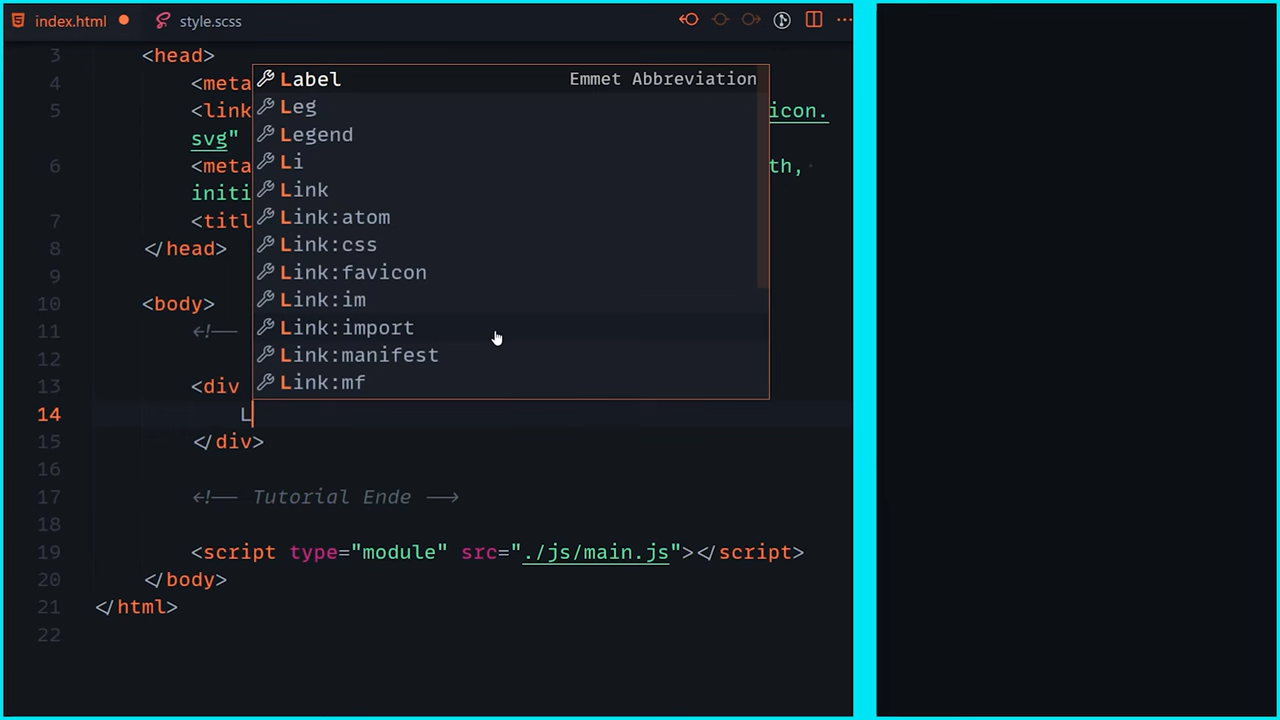 index.html style.scss ...
3 <head>
4 <meta
5 <link icon.
svg"
6 <meta th,
initi
7 <titl
8 </head>
9
10 <body>
11 <!--
12
13 <div
14 L
15 </div>
16
17 <!-- Tutorial Ende -->
18
19 <script type="module" src="./js/main.js"></script>
20 </body>
21 </html>
22
Label Emmet Abbreviation
Leg
Legend
Li
Link
Link:atom
Link:css
Link:favicon
Link:im
Link:import
Link:manifest
Link:mf